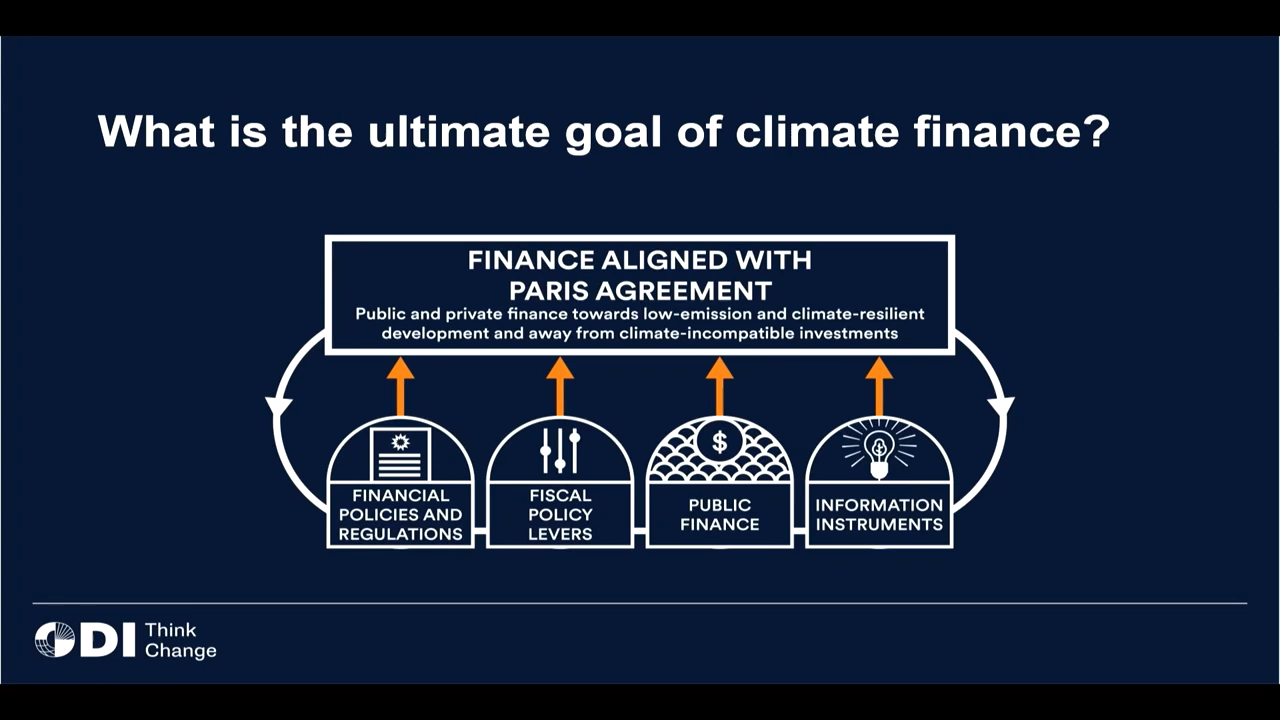 What is the ultimate goal of climate finance?
FINANCE ALIGNED WITH
PARIS AGREEMENT
Public and private finance towards low-emission and climate-resilient
development and away from climate-incompatible investments
$
FINANCIAL
POLICIES AND
REGULATIONS
FISCAL
POLICY
LEVERS
PUBLIC
FINANCE
INFORMATION
INSTRUMENTS
ODI
Think
Change